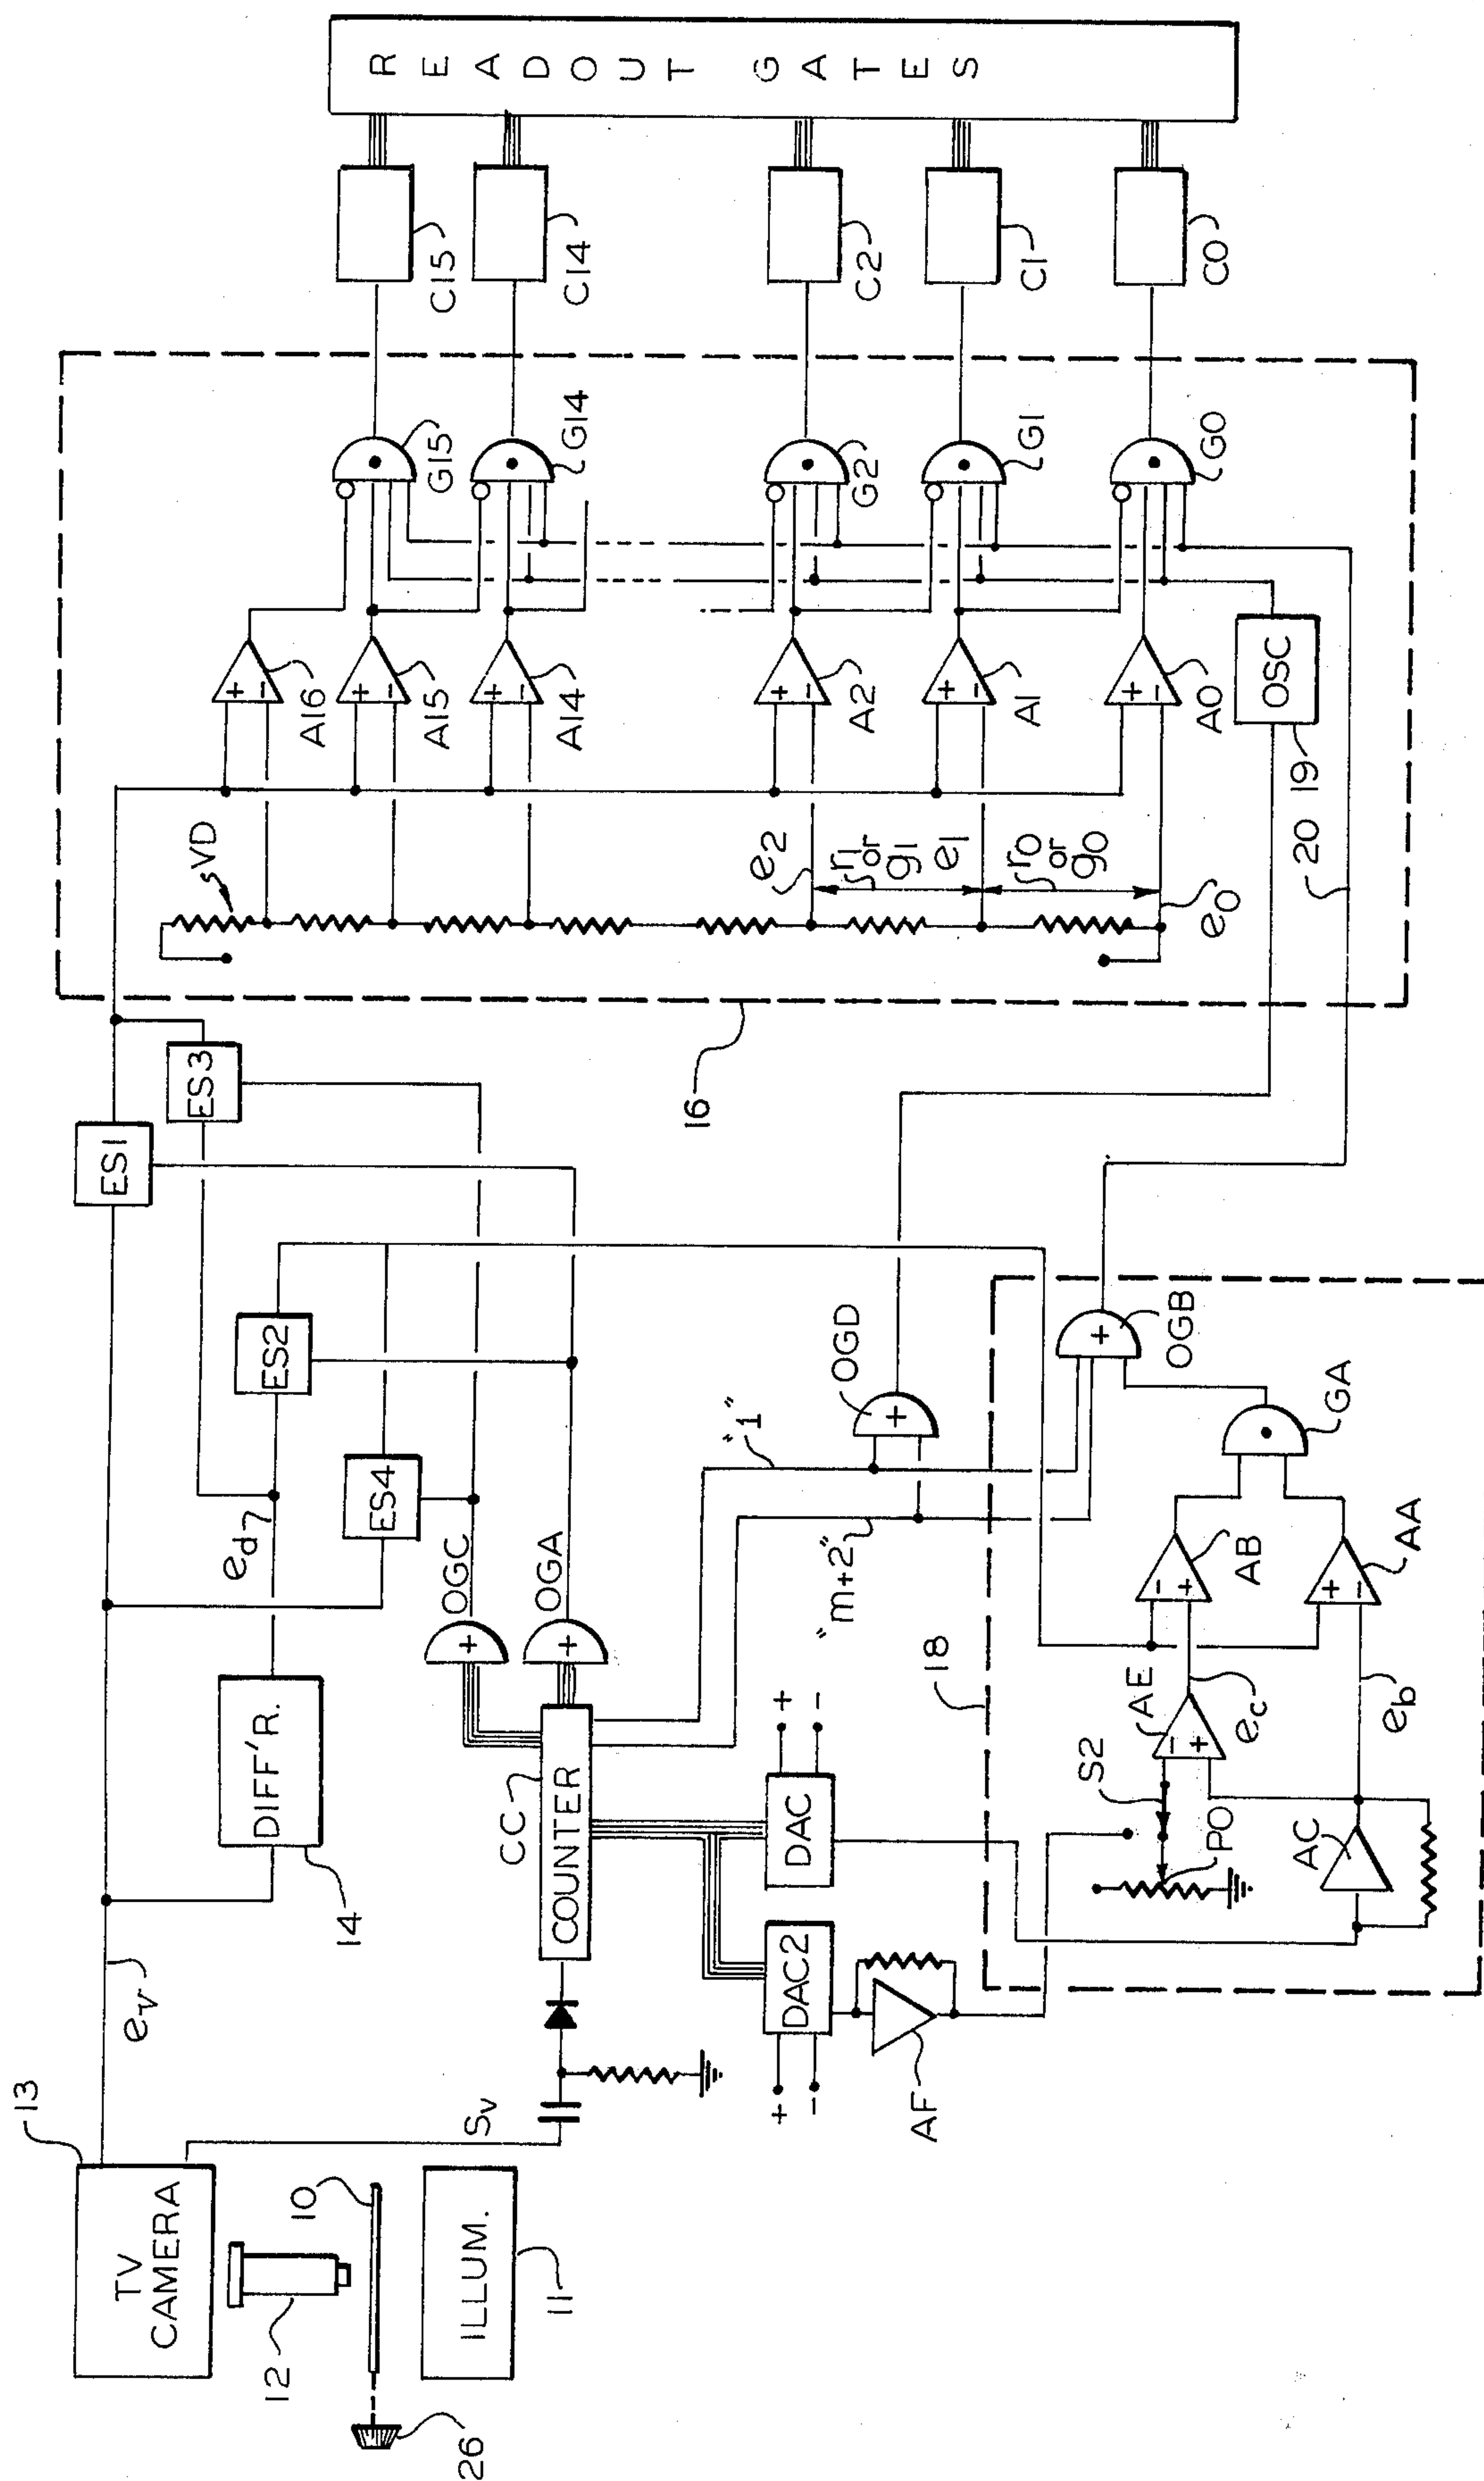 13
TV
CAMERA
12
10
26
ILLUM.
11
ev
Sv
DIFF'R.
14
ed7
CC
COUNTER
OGC
OGA
ES4
ES2
ES1
ES3
DAC2
+
-
AF
DAC
+
-
"1"
"m+2"
OGD
+
+
+
18
S2
PO
AC
AE
-
+
ec
eb
AB
-
+
AA
+
-
GA
OGB
+
16
VD
e2
r1
or
g1
e1
r0
or
g0
e0
A16
+
-
A15
+
-
A14
+
-
A2
+
-
A1
+
-
A0
+
-
OSC
19
20
G15
G14
G2
G1
G0
C15
C14
C2
C1
C0
READOUT GATES